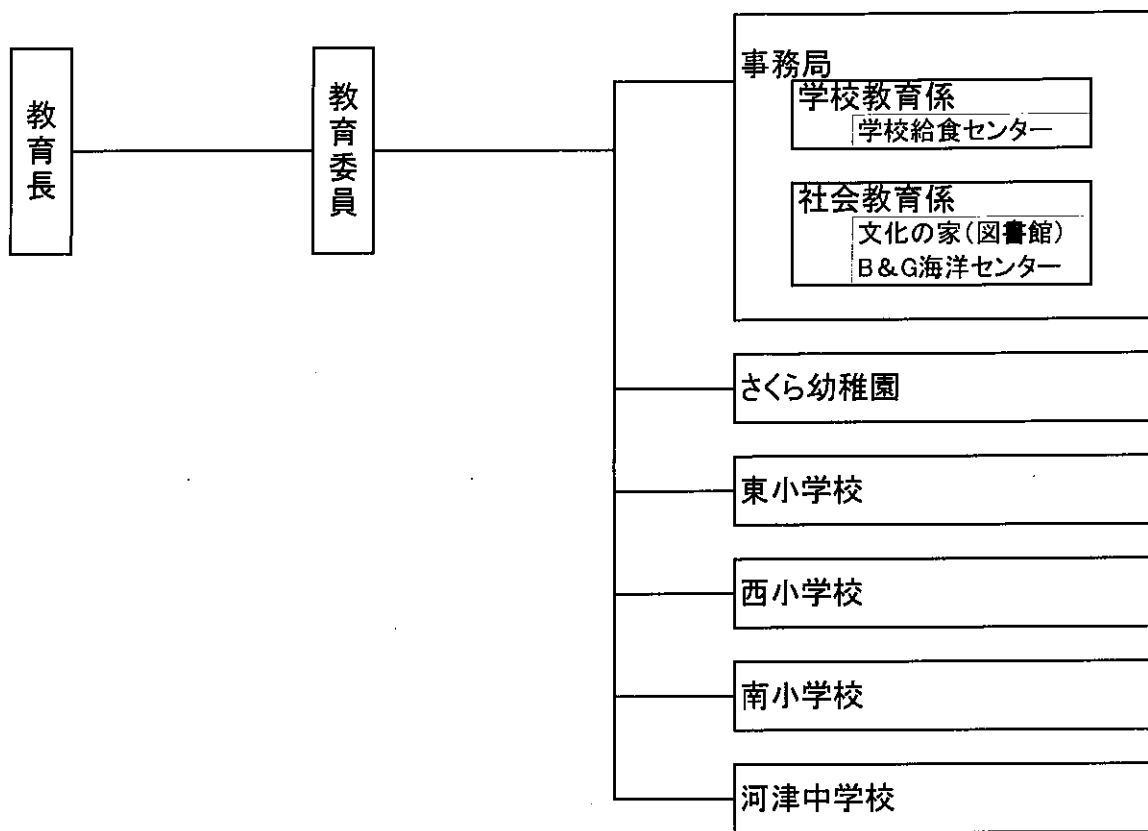 教育長
教育委員
事務局
学校教育係
学校給食センター
社会教育係
文化の家(図書館)
B&G海洋センター
さくら幼稚園
東小学校
西小学校
南小学校
河津中学校